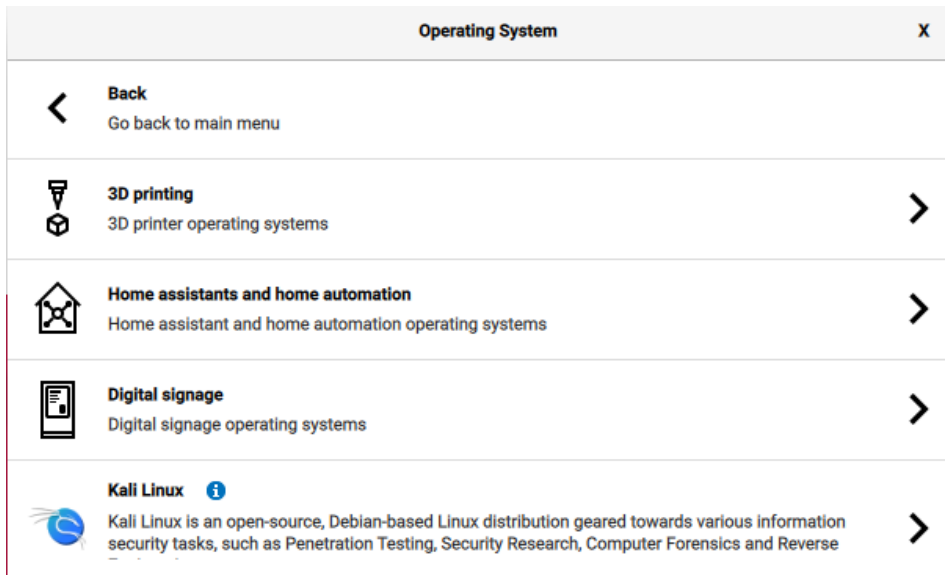 Operating System X
Back
Go back to main menu
3D printing
3D printer operating systems
Home assistants and home automation
Home assistant and home automation operating systems
Digital signage
Digital signage operating systems
Kali Linux
Kali Linux is an open-source, Debian-based Linux distribution geared towards various information
security tasks, such as Penetration Testing, Security Research, Computer Forensics and Reverse